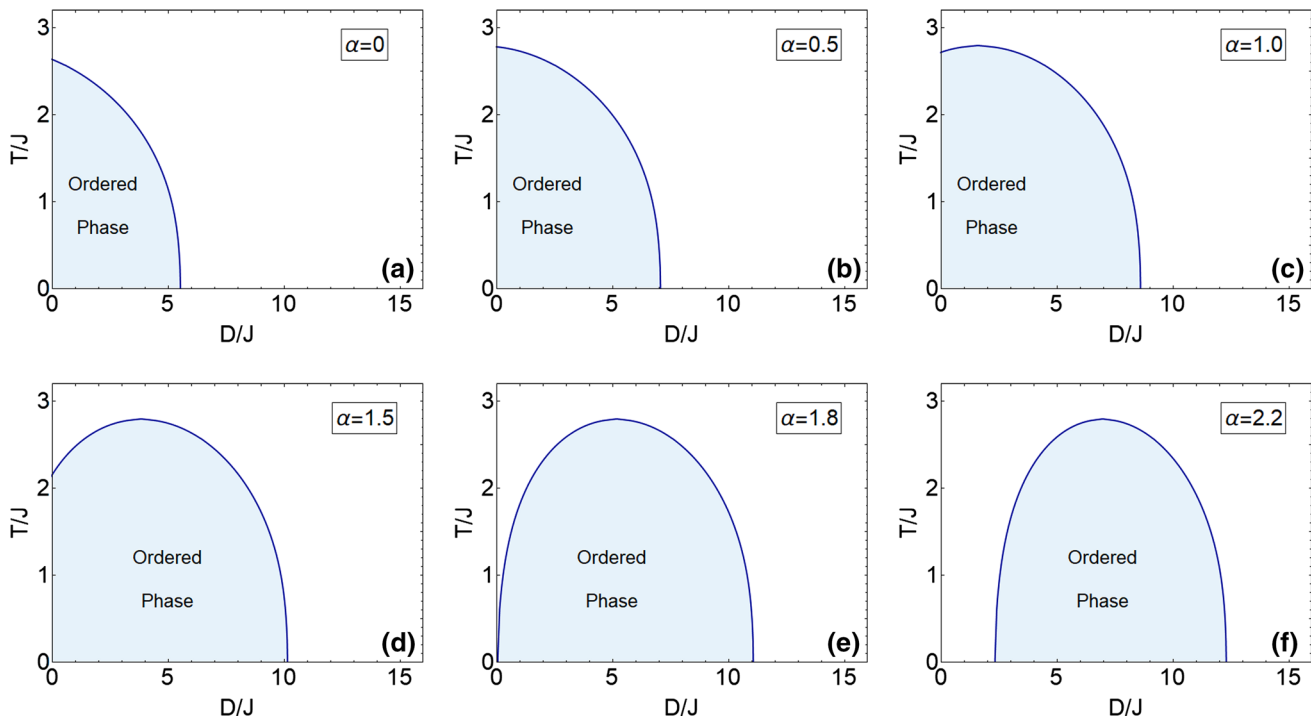 3
α=0
2
T/J
Ordered
1
Phase
(a)
0
0
5
10
15
D/J
3
α=0.5
2
T/J
Ordered
1
Phase
(b)
0
0
5
10
15
D/J
3
α=1.0
2
T/J
Ordered
1
Phase
(c)
0
0
5
10
15
D/J
3
α=1.5
2
T/J
Ordered
1
Phase
(d)
0
0
5
10
15
D/J
3
α=1.8
2
T/J
Ordered
1
Phase
(e)
0
0
5
10
15
D/J
3
α=2.2
2
T/J
Ordered
1
Phase
(f)
0
0
5
10
15
D/J